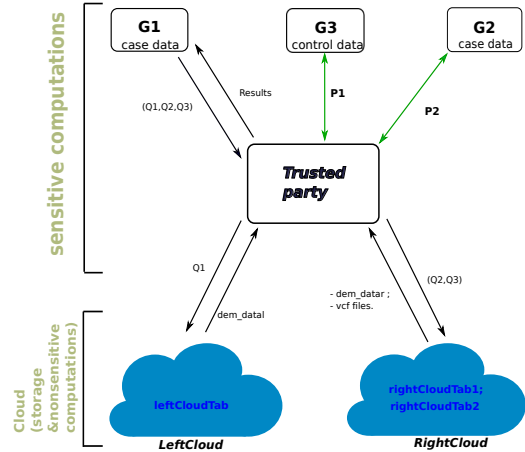 G1
case data
G3
control data
G2
case data
sensitive computations
(Q1,Q2,Q3)
Results
P1
P2
Trusted
party
Q1
dem_datal
- dem_datar ;
- vcf files.
(Q2,Q3)
Cloud
(storage
&nonsensitive
computations)
leftCloudTab
rightCloudTab1;
rightCloudTab2
LeftCloud
RightCloud